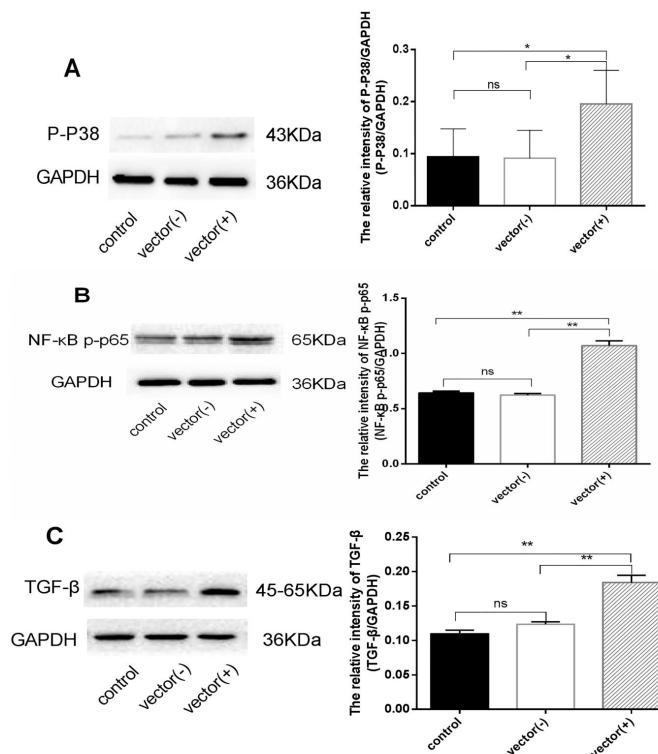 A
P-P38 43KDa
GAPDH 36KDa
control vector(-) vector(+)
The relative intensity of P-P38/GAPDH
(P-P38/GAPDH)
0.3
0.2
0.1
0.0
*
*
ns
control vector(-) vector(+)
B
NF-κB p-p65 65KDa
GAPDH 36KDa
control vector(-) vector(+)
The relative intensity of NF-κB p-p65
(NF-κB p-p65/GAPDH)
1.5
1.0
0.5
0.0
**
**
ns
control vector(-) vector(+)
C
TGF-β 45-65KDa
GAPDH 36KDa
control vector(-) vector(+)
The relative intensity of TGF-β
(TGF-β/GAPDH)
0.25
0.20
0.15
0.10
0.05
0.00
**
**
ns
control vector(-) vector(+)